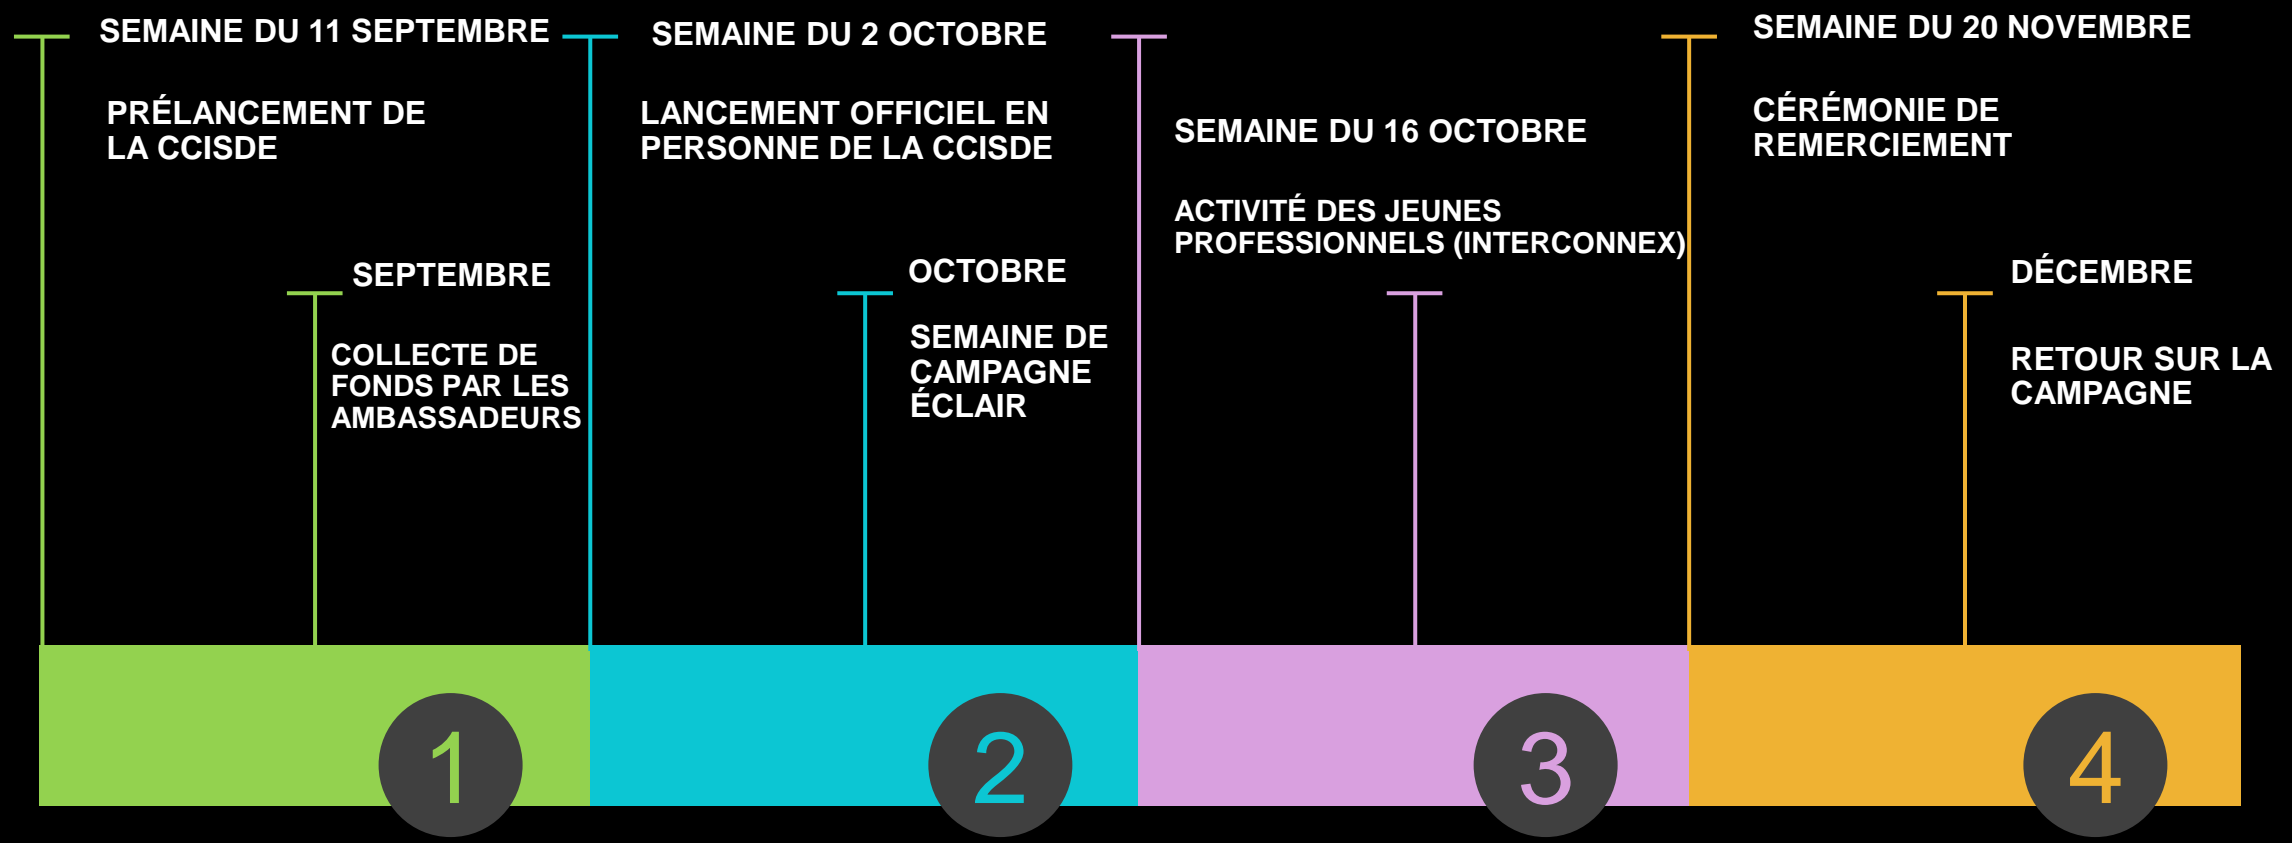 SEMAINE DU 11 SEPTEMBRE
PRÉLANCEMENT DE
LA CCISDE
SEPTEMBRE
COLLECTE DE
FONDS PAR LES
AMBASSADEURS
SEMAINE DU 2 OCTOBRE
LANCEMENT OFFICIEL EN
PERSONNE DE LA CCISDE
OCTOBRE
SEMAINE DE
CAMPAGNE
ÉCLAIR
SEMAINE DU 16 OCTOBRE
ACTIVITÉ DES JEUNES
PROFESSIONNELS (INTERCONNEX)
SEMAINE DU 20 NOVEMBRE
CÉRÉMONIE DE
REMERCIEMENT
DÉCEMBRE
RETOUR SUR LA
CAMPAGNE
1
2
3
4